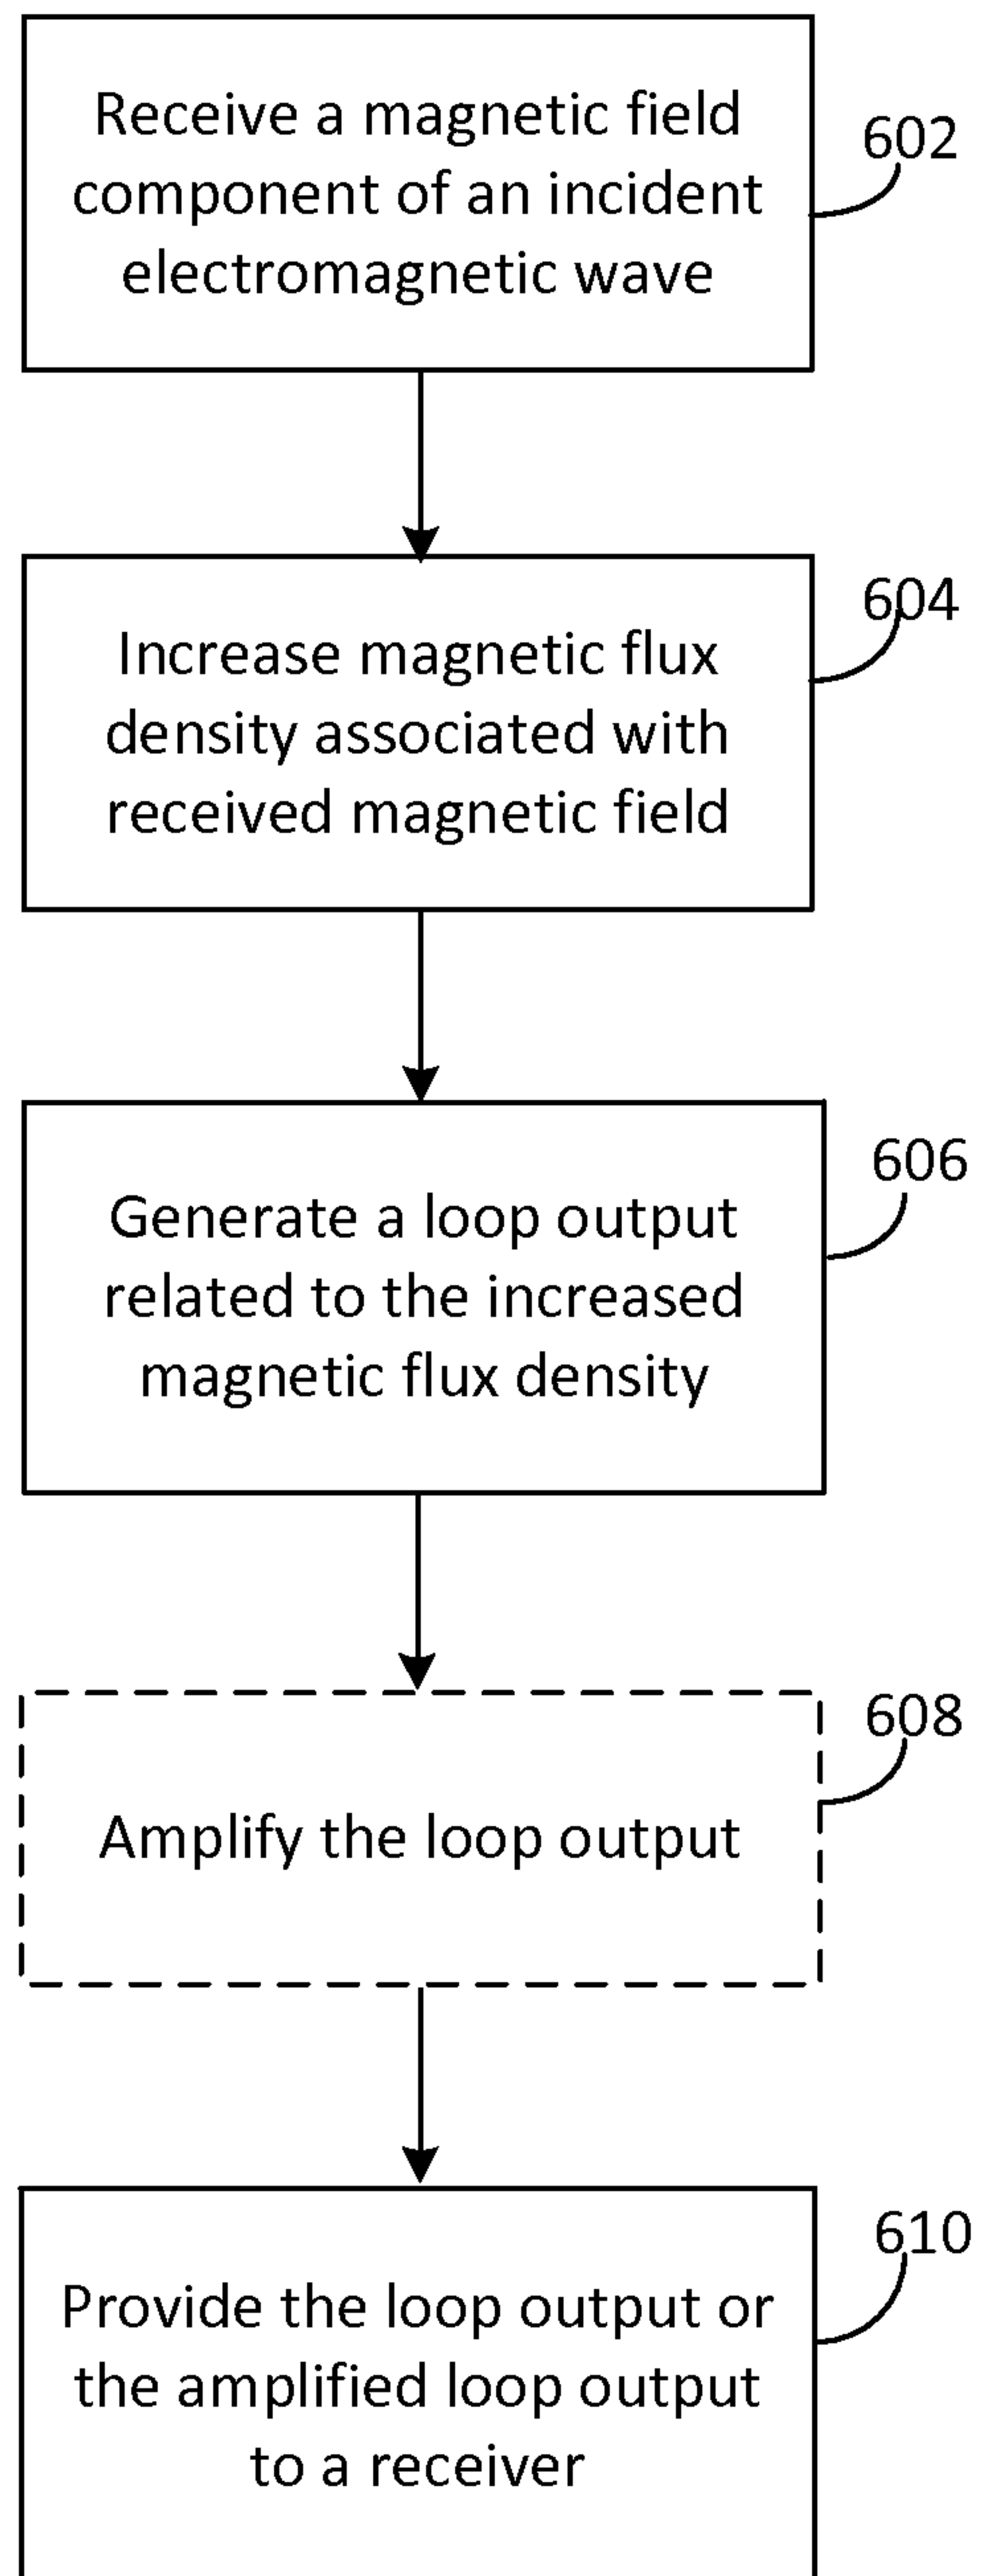 Receive a magnetic field
component of an incident
electromagnetic wave
602
Increase magnetic flux
density associated with
received magnetic field
604
Generate a loop output
related to the increased
magnetic flux density
606
Amplify the loop output
608
Provide the loop output or
the amplified loop output
to a receiver
610